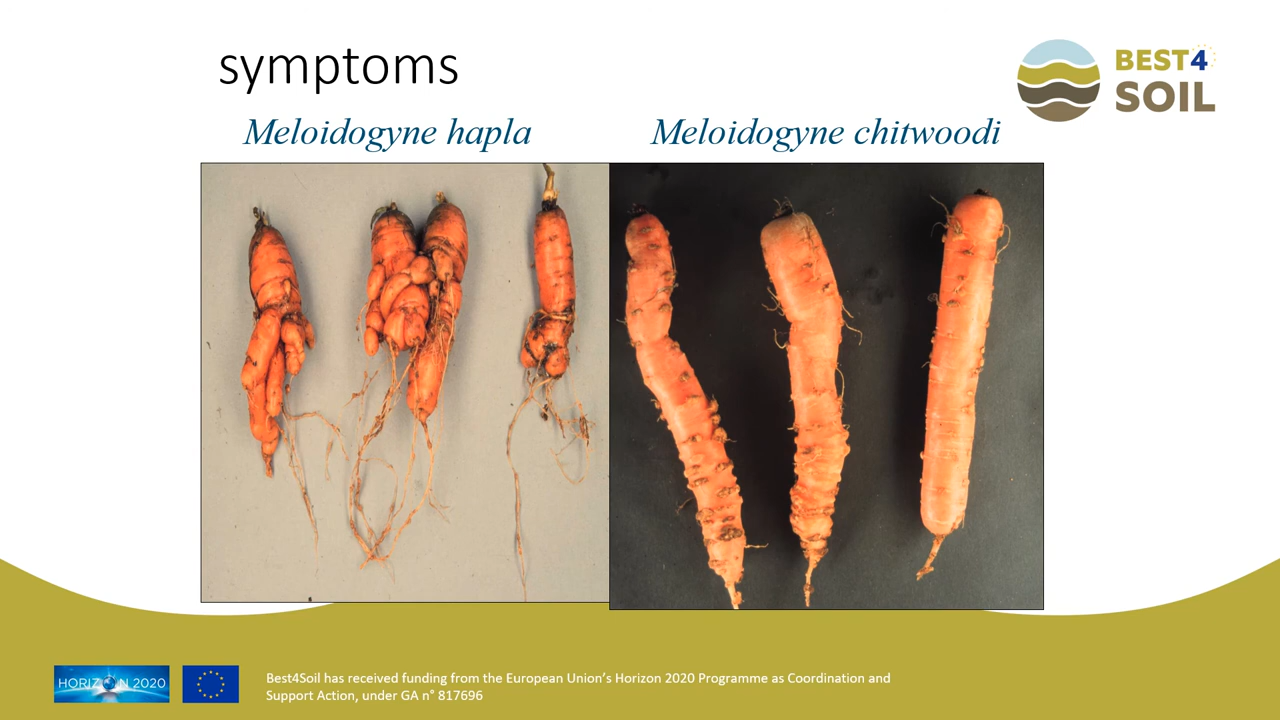 symptoms
BEST4
SOIL
Meloidogyne hapla
Meloidogyne chitwoodi
HORIZON 2020
Best4Soil has received funding from the European Union’s Horizon 2020 Programme as Coordination and
Support Action, under GA n° 817696